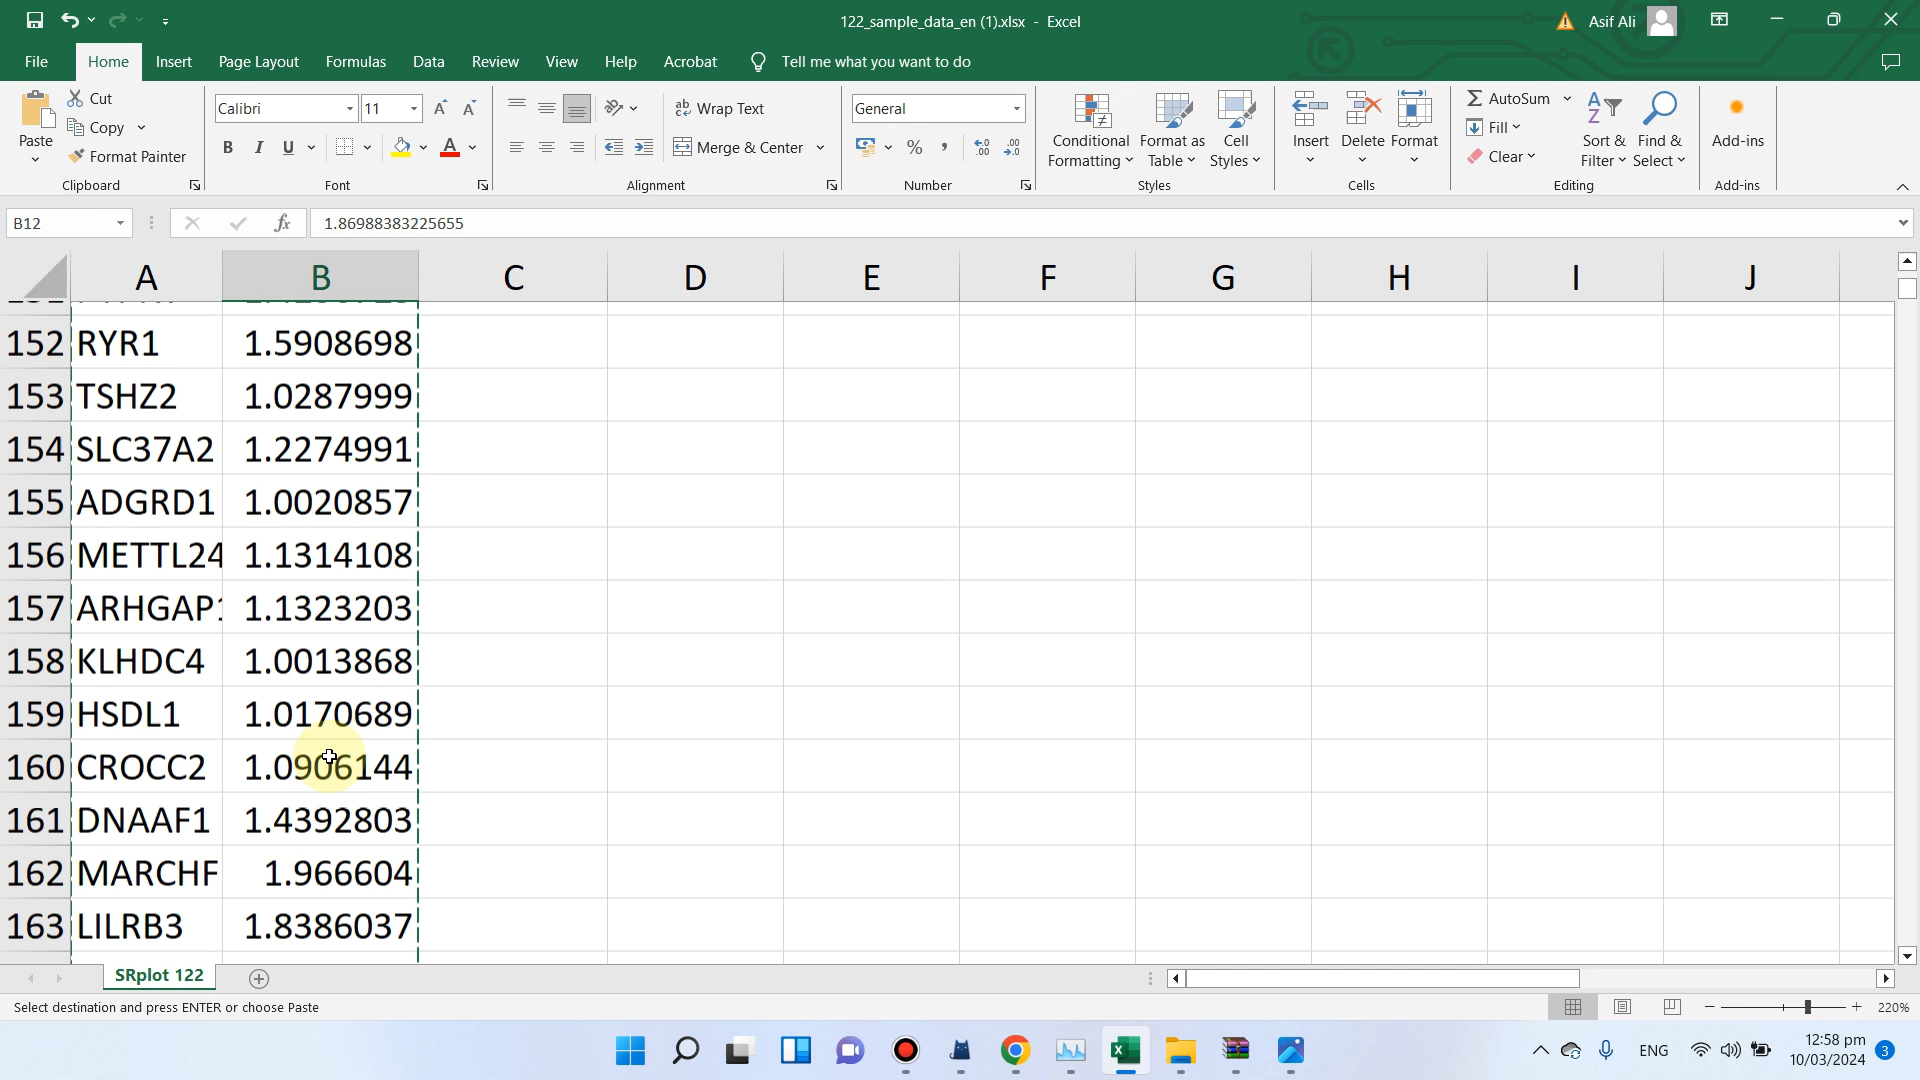 122_sample_data_en (1).xlsx - Excel
Asif Ali
File Home Insert Page Layout Formulas Data Review View Help Acrobat Tell me what you want to do
Paste
Cut
Copy
Format Painter
Clipboard
Calibri 11
B I U
Font
Wrap Text
Merge & Center
Alignment
General
Number
Conditional Formatting
Format as Table
Cell Styles
Styles
Insert Delete Format
Cells
AutoSum
Fill
Clear
Sort & Filter
Find & Select
Editing
Add-ins
Add-ins
B12 fx 1.86988383225655
A B C D E F G H I J
152 RYR1 1.5908698
153 TSHZ2 1.0287999
154 SLC37A2 1.2274991
155 ADGRD1 1.0020857
156 METTL24 1.1314108
157 ARHGAP1 1.1323203
158 KLHDC4 1.0013868
159 HSDL1 1.0170689
160 CROCC2 1.0906144
161 DNAAF1 1.4392803
162 MARCHF 1.966604
163 LILRB3 1.8386037
SRplot 122
Select destination and press ENTER or choose Paste
220%
ENG
12:58 pm
10/03/2024
3